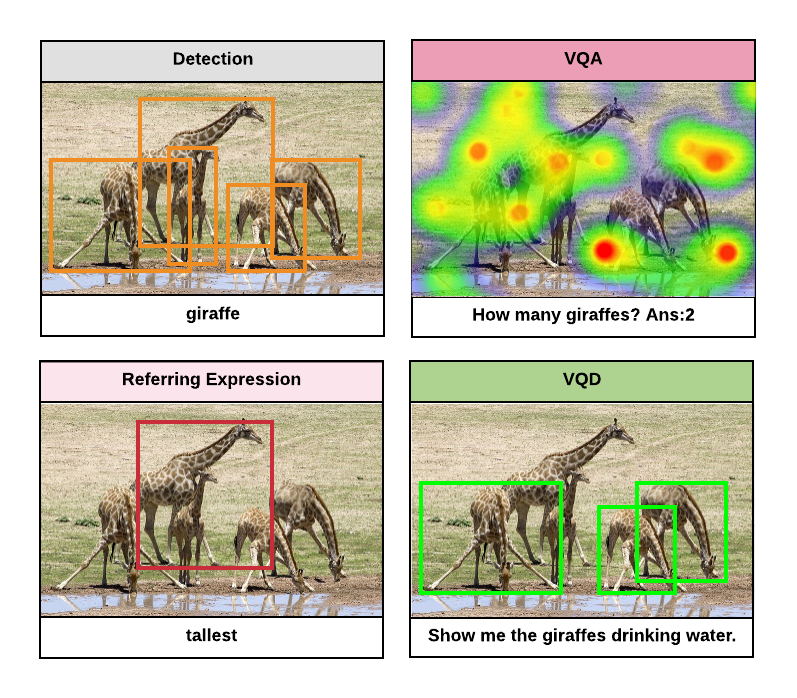 Detection
VQA
giraffe
How many giraffes? Ans:2
Referring Expression
VQD
tallest
Show me the giraffes drinking water.